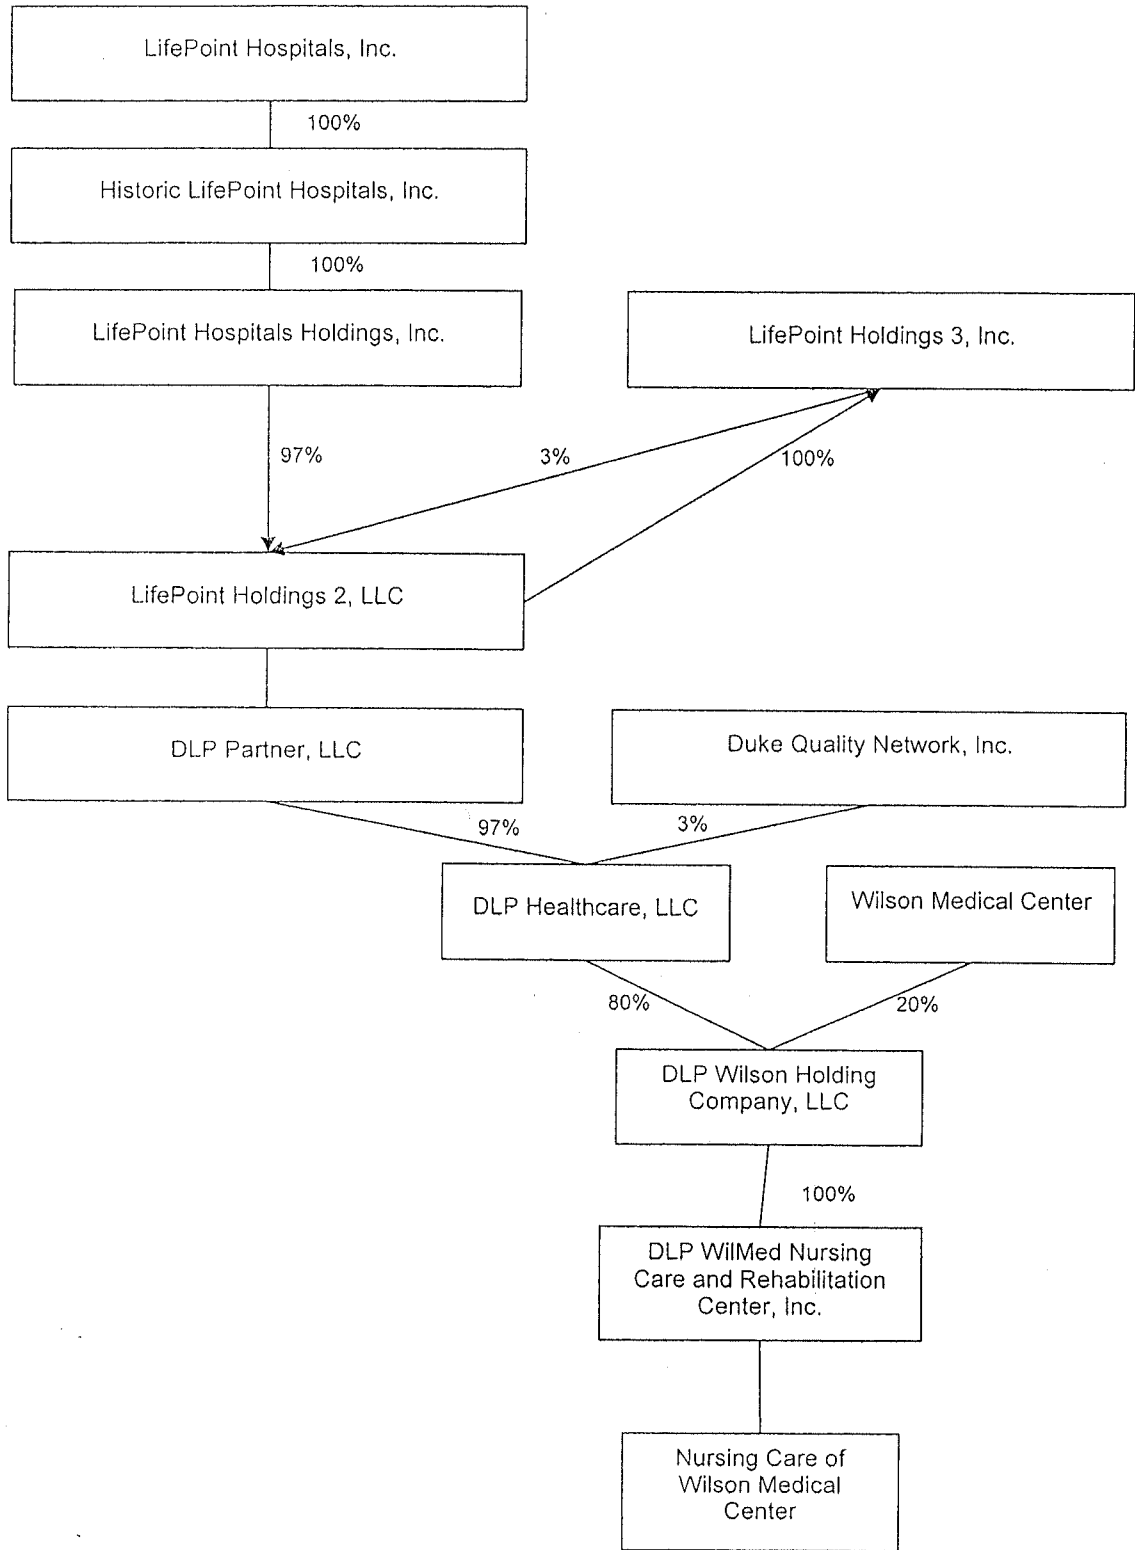 LifePoint Hospitals, Inc.
100%
Historic LifePoint Hospitals, Inc.
100%
LifePoint Hospitals Holdings, Inc.
LifePoint Holdings 3, Inc.
97%
3%
100%
LifePoint Holdings 2, LLC
DLP Partner, LLC
Duke Quality Network, Inc.
97%
3%
DLP Healthcare, LLC
Wilson Medical Center
80%
20%
DLP Wilson Holding
Company, LLC
100%
DLP WilMed Nursing
Care and Rehabilitation
Center, Inc.
Nursing Care of
Wilson Medical
Center